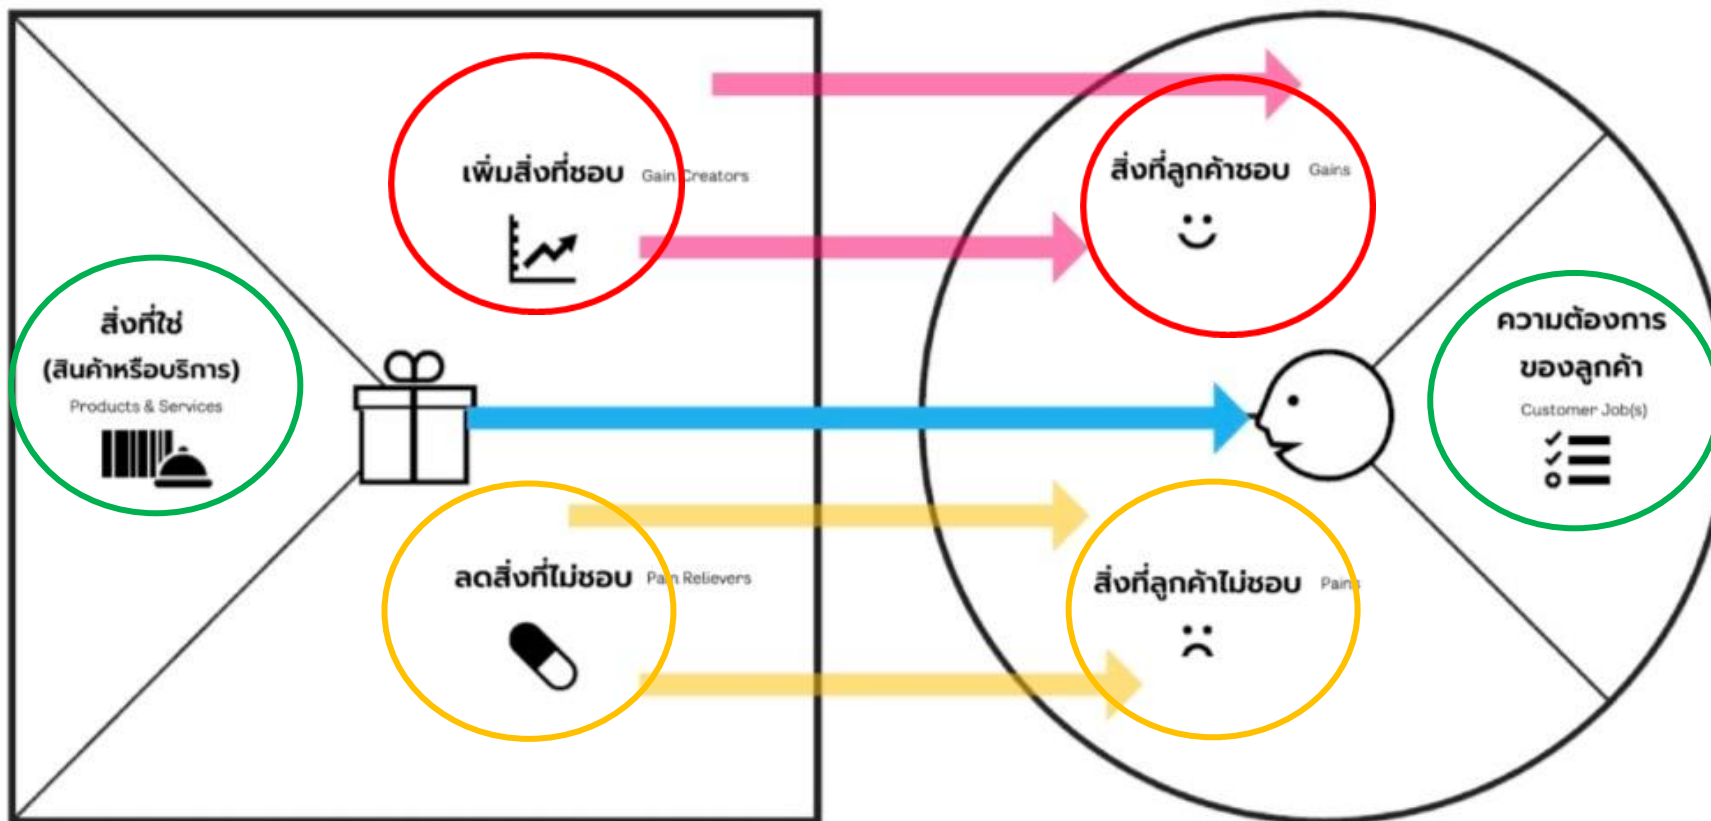 เพิ่มสิ่งที่ชอบ Gain Creators
สิ่งที่ใช่
(สินค้าหรือบริการ)
Products & Services
ลดสิ่งที่ไม่ชอบ Pain Relievers
สิ่งที่ลูกค้าชอบ Gains
ความต้องการ
ของลูกค้า
Customer Job(s)
สิ่งที่ลูกค้าไม่ชอบ Pains